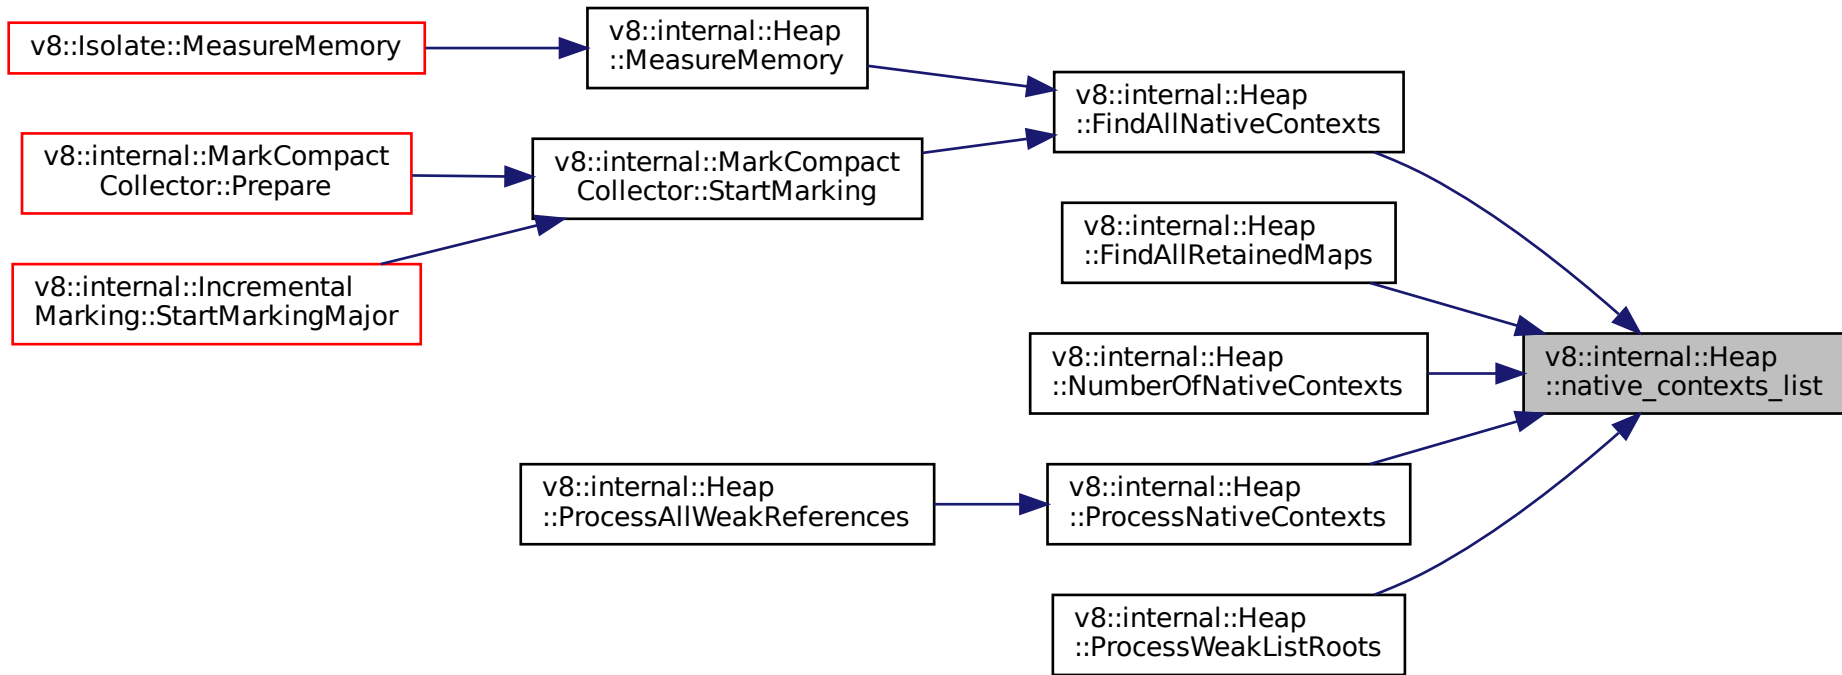 v8::Isolate::MeasureMemory
v8::internal::Heap
::MeasureMemory
v8::internal::Heap
::FindAllNativeContexts
v8::internal::MarkCompact
Collector::Prepare
v8::internal::MarkCompact
Collector::StartMarking
v8::internal::Heap
::FindAllRetainedMaps
v8::internal::Incremental
Marking::StartMarkingMajor
v8::internal::Heap
::NumberOfNativeContexts
v8::internal::Heap
::native_contexts_list
v8::internal::Heap
::ProcessAllWeakReferences
v8::internal::Heap
::ProcessNativeContexts
v8::internal::Heap
::ProcessWeakListRoots